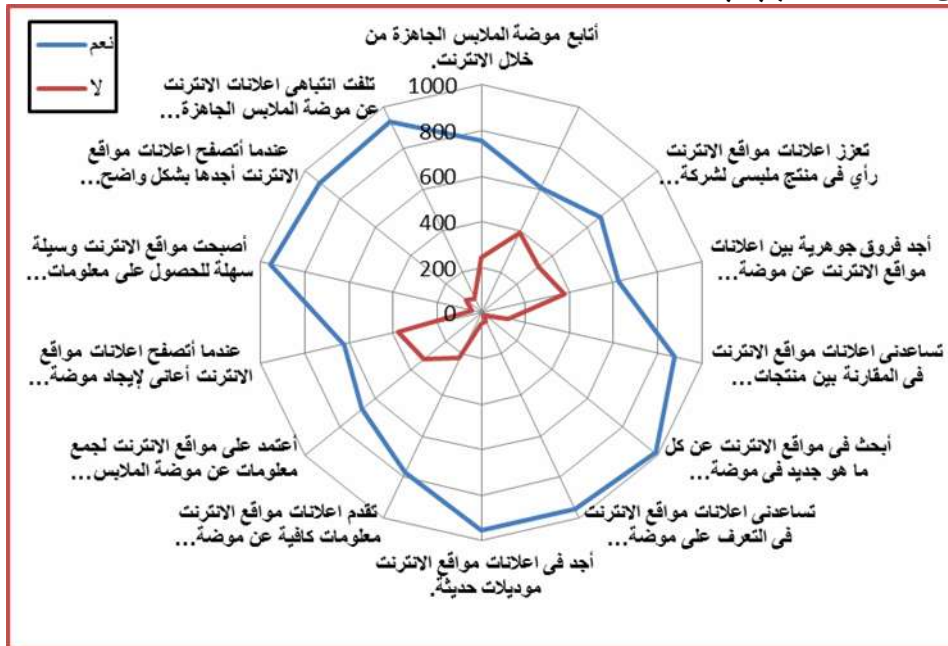 نعم
لا
أتابع موضة الملابس الجاهزة من
خلال الانترنت.
تعزز اعلانات مواقع الانترنت
رأي فى منتج ملبسى لشركة...
أجد فروق جوهرية بين اعلانات
مواقع الانترنت عن موضة...
تساعدنى اعلانات مواقع الانترنت
فى المقارنة بين منتجات...
أبحث فى مواقع الانترنت عن كل
ما هو جديد فى موضة...
تساعدنى اعلانات مواقع الانترنت
فى التعرف على موضة...
أجد فى اعلانات مواقع الانترنت
موديلات حديثة.
تقدم اعلانات مواقع الانترنت
معلومات كافية عن موضة...
أعتمد على مواقع الانترنت لجمع
معلومات عن موضة الملابس...
عندما أتصفح اعلانات مواقع
الانترنت أعانى لإيجاد موضة...
أصبحت مواقع الانترنت وسيلة
سهلة للحصول على معلومات...
عندما أتصفح اعلانات مواقع
الانترنت أجدها بشكل واضح...
تلفت انتباهى اعلانات الانترنت
عن موضة الملابس الجاهزة...
1000
800
600
400
200
0